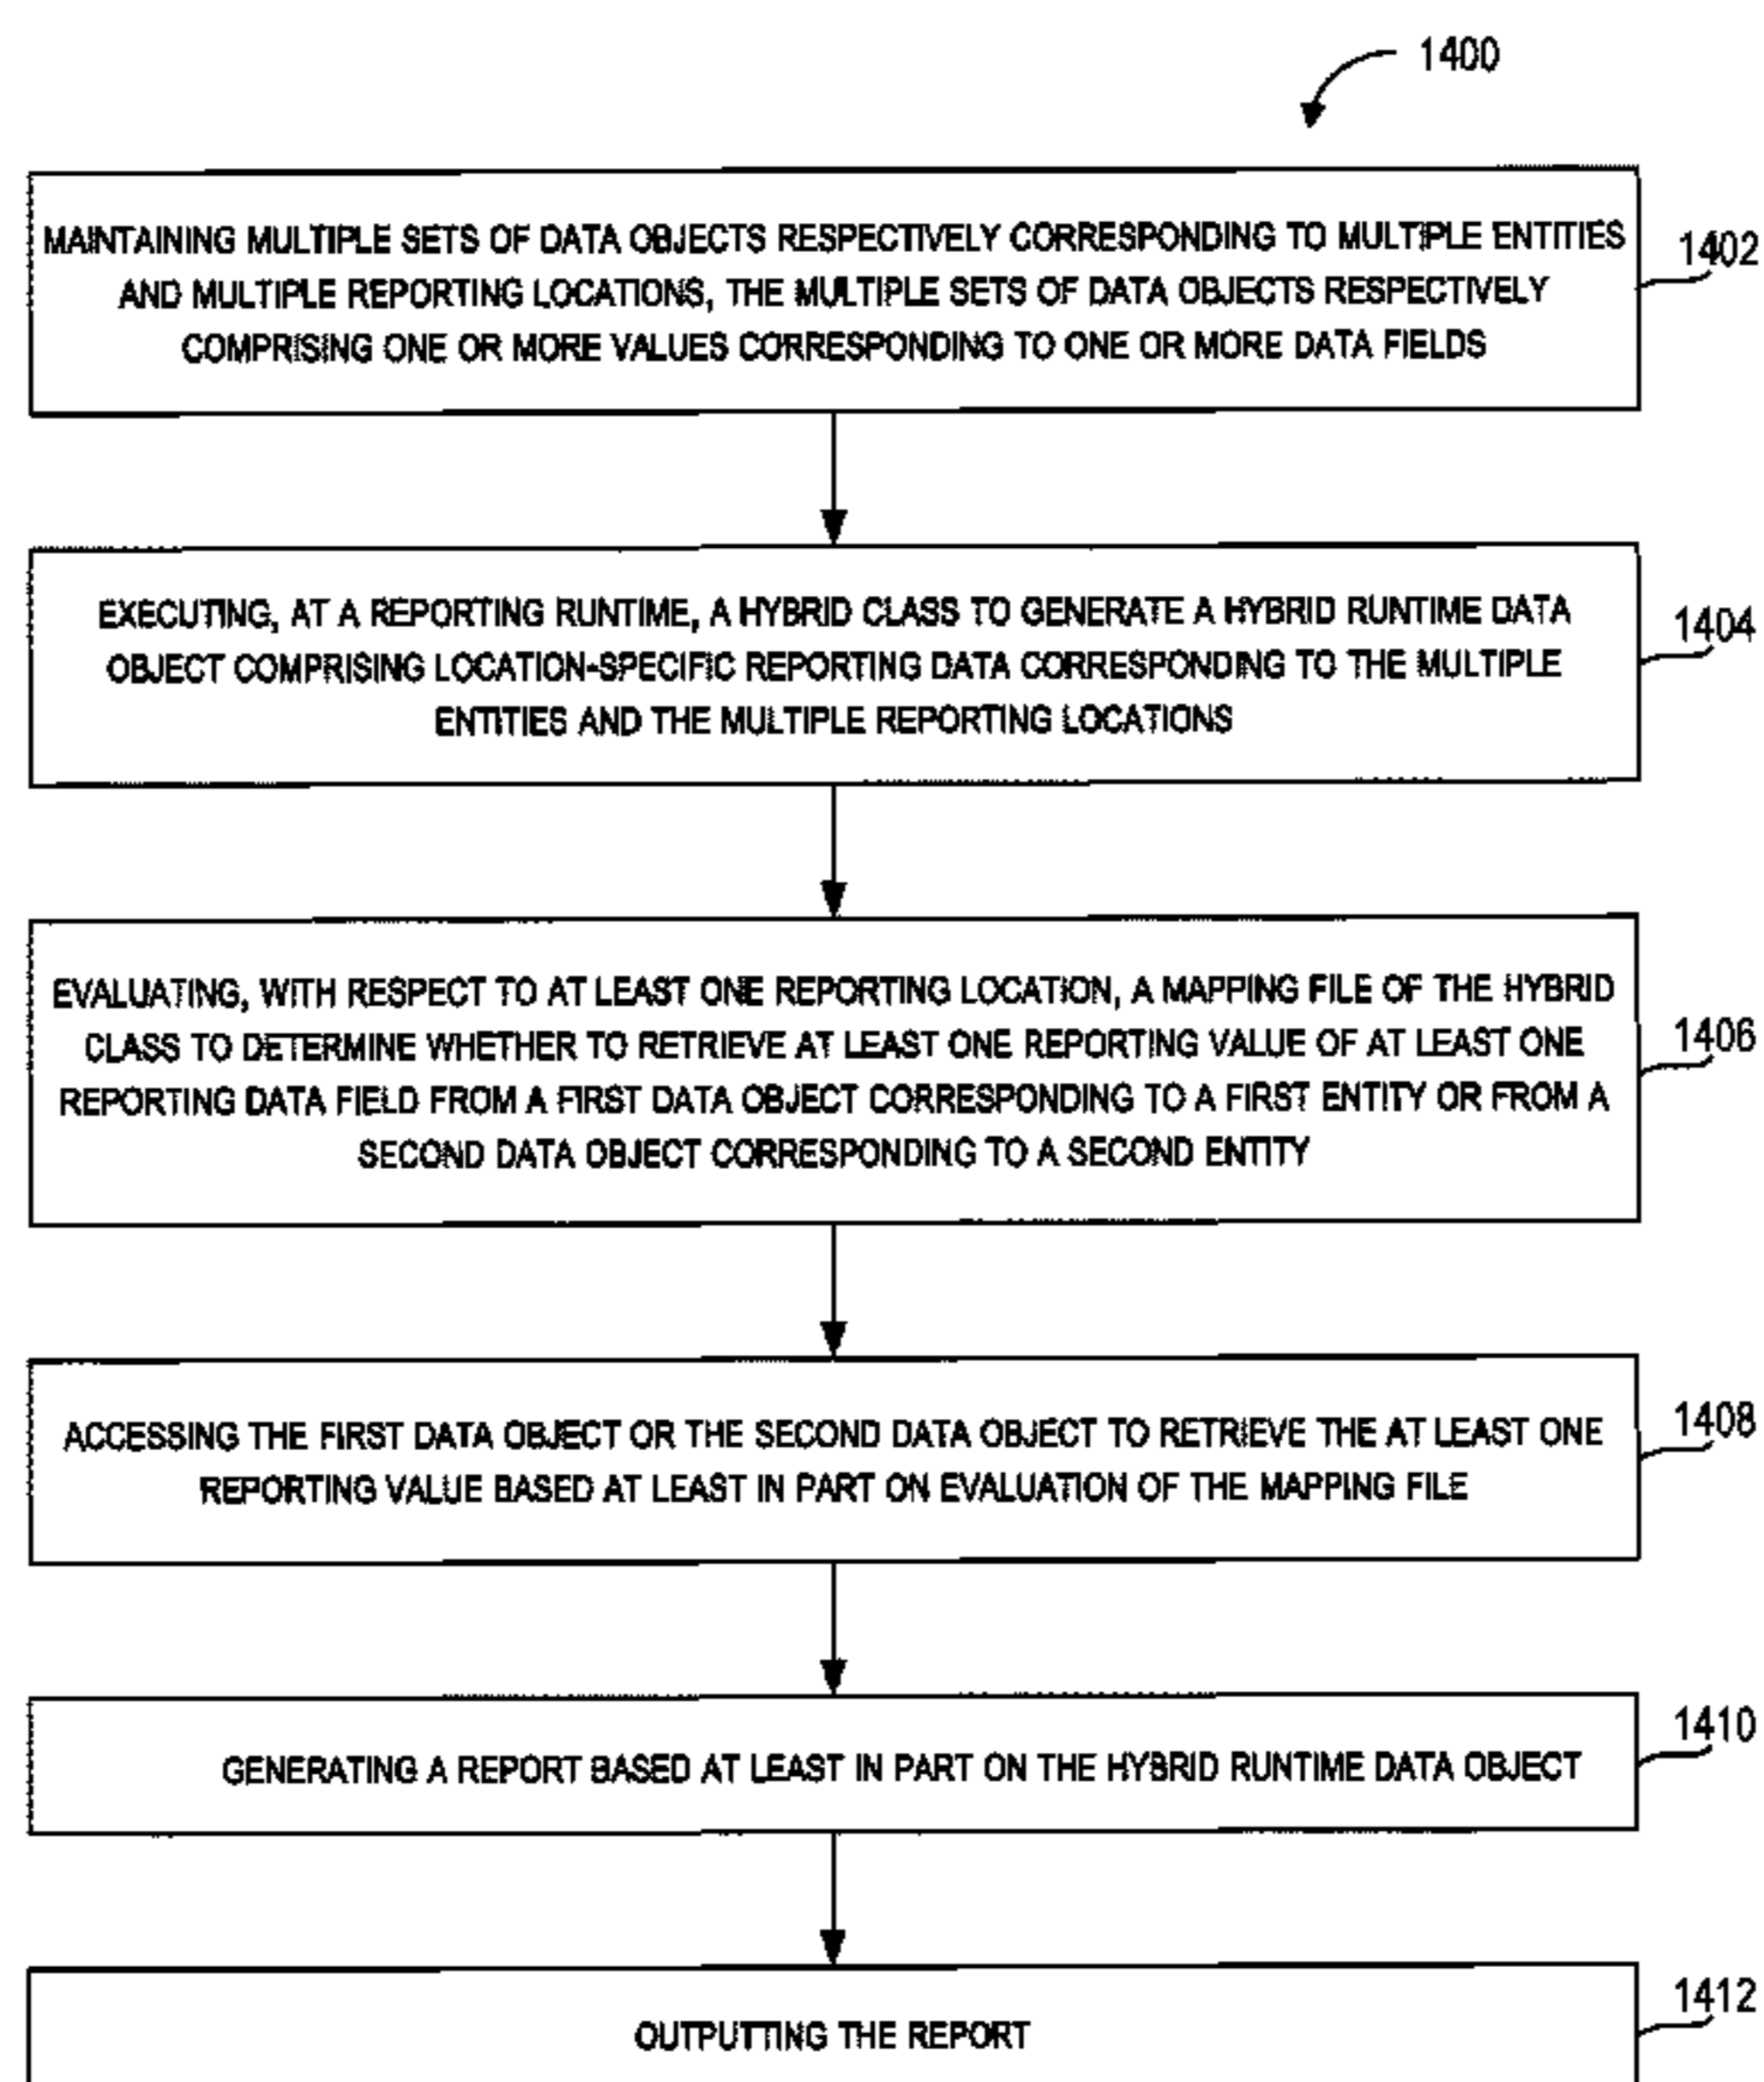 1400
MAINTAINING MULTIPLE SETS OF DATA OBJECTS RESPECTIVELY CORRESPONDING TO MULTIPLE ENTITIES
AND MULTIPLE REPORTING LOCATIONS, THE MULTIPLE SETS OF DATA OBJECTS RESPECTIVELY
COMPRISING ONE OR MORE VALUES CORRESPONDING TO ONE OR MORE DATA FIELDS
1402
EXECUTING, AT A REPORTING RUNTIME, A HYBRID CLASS TO GENERATE A HYBRID RUNTIME DATA
OBJECT COMPRISING LOCATION-SPECIFIC REPORTING DATA CORRESPONDING TO THE MULTIPLE
ENTITIES AND THE MULTIPLE REPORTING LOCATIONS
1404
EVALUATING, WITH RESPECT TO AT LEAST ONE REPORTING LOCATION, A MAPPING FILE OF THE HYBRID
CLASS TO DETERMINE WHETHER TO RETRIEVE AT LEAST ONE REPORTING VALUE OF AT LEAST ONE
REPORTING DATA FIELD FROM A FIRST DATA OBJECT CORRESPONDING TO A FIRST ENTITY OR FROM A
SECOND DATA OBJECT CORRESPONDING TO A SECOND ENTITY
1406
ACCESSING THE FIRST DATA OBJECT OR THE SECOND DATA OBJECT TO RETRIEVE THE AT LEAST ONE
REPORTING VALUE BASED AT LEAST IN PART ON EVALUATION OF THE MAPPING FILE
1408
GENERATING A REPORT BASED AT LEAST IN PART ON THE HYBRID RUNTIME DATA OBJECT
1410
OUTPUTTING THE REPORT
1412